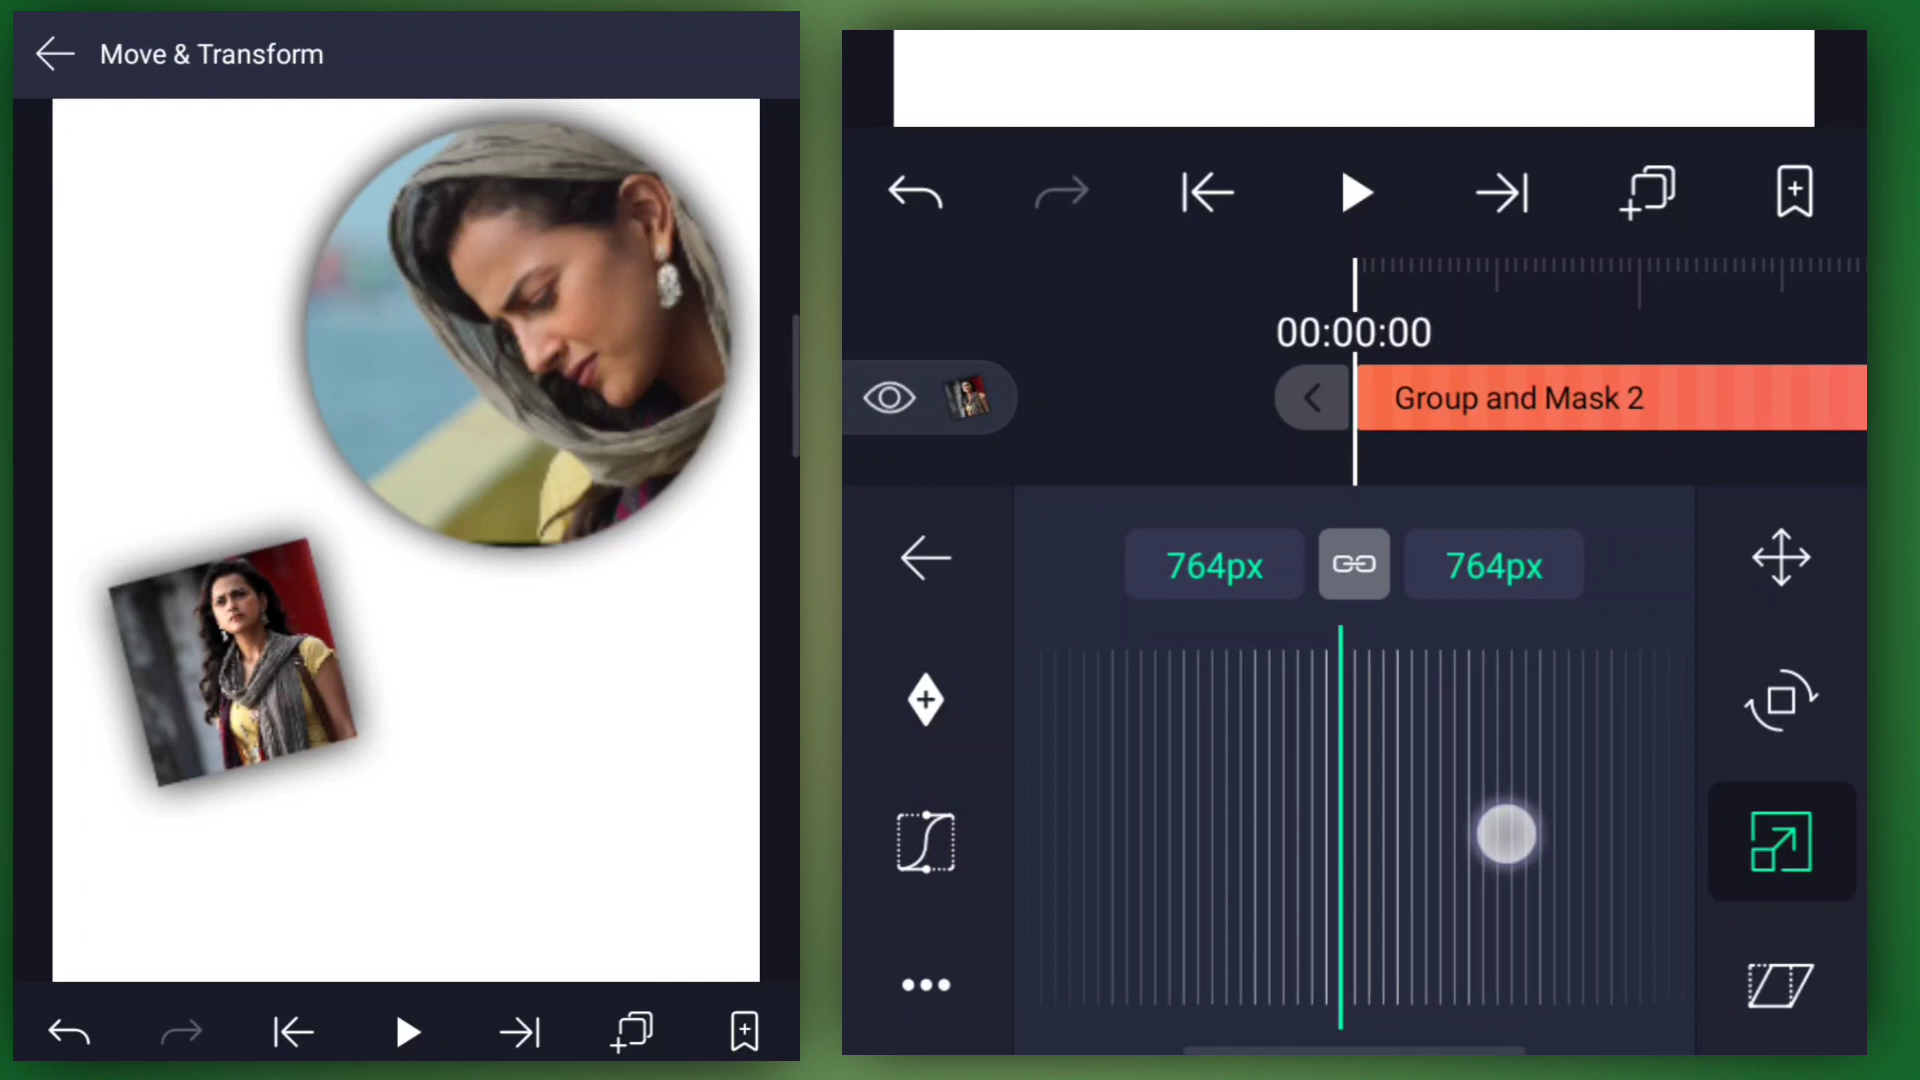 Move & Transform
00:00:00
Group and Mask 2
764px
764px